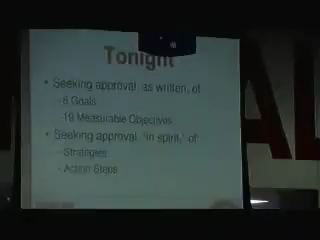 Tonight
• Seeking approval, as written, of
- 6 Goals
- 19 Measurable Objectives
• Seeking approval "in spirit," of
- Strategies
- Action Steps
AL